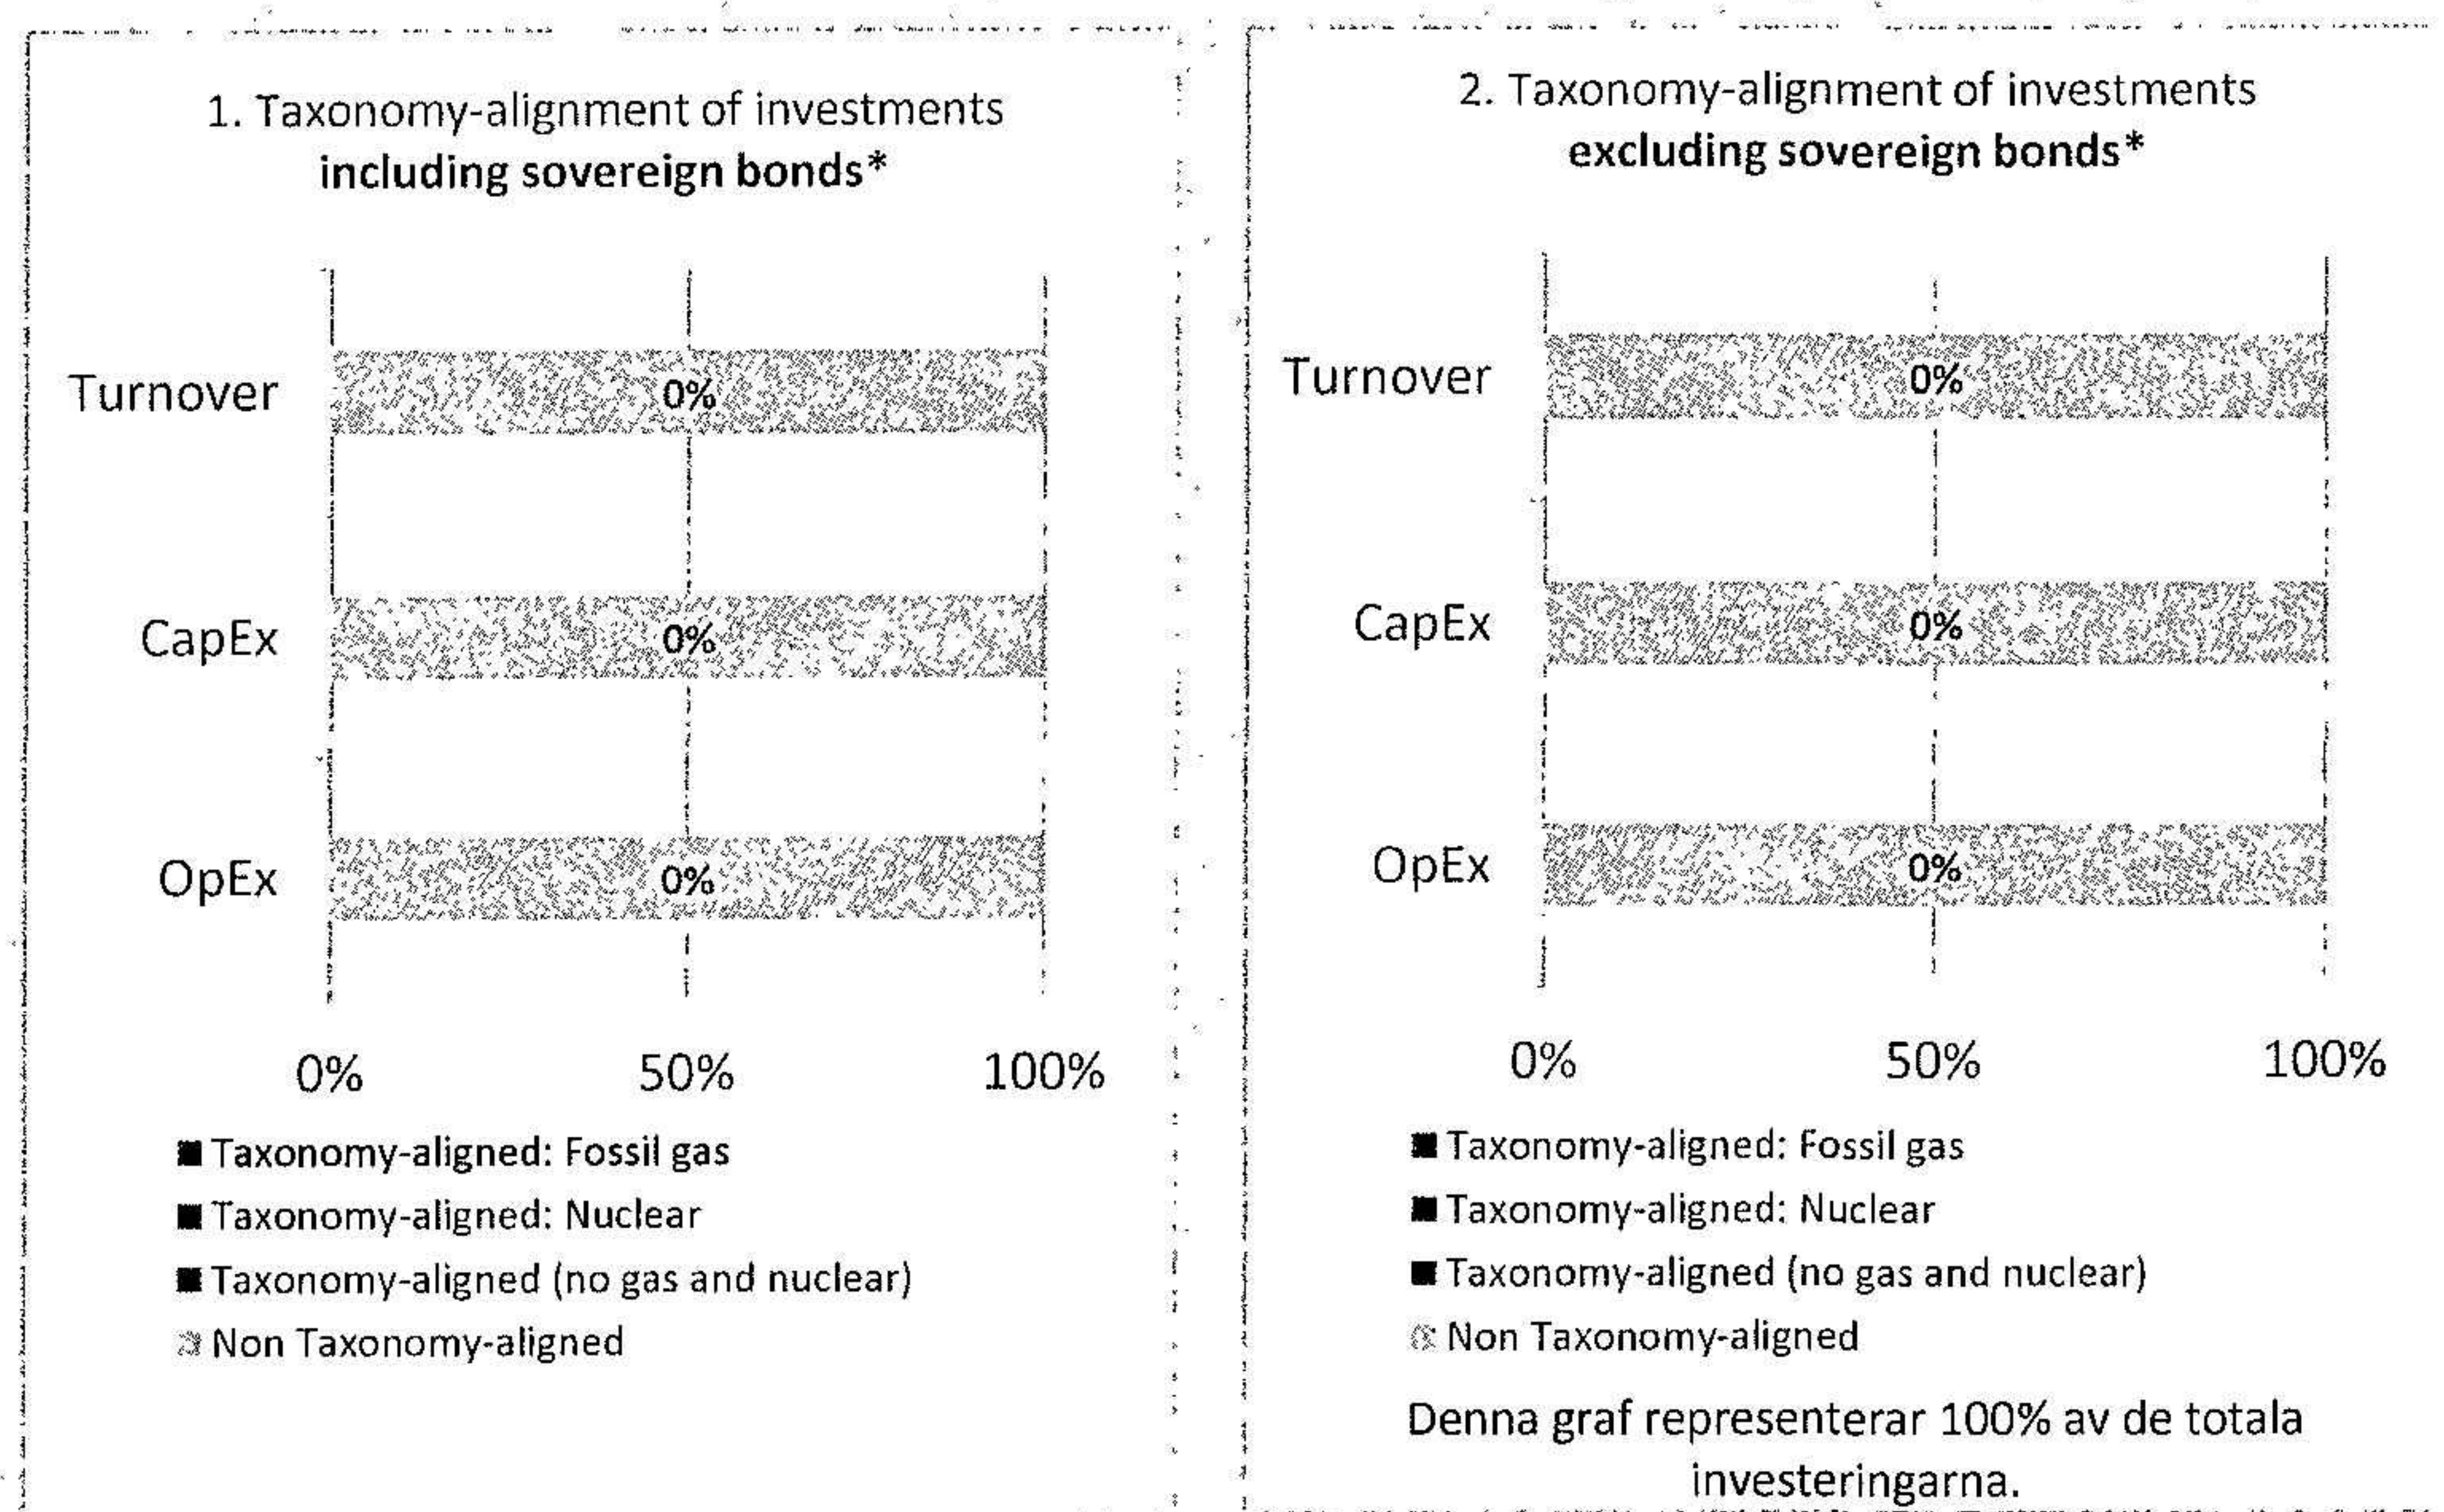 1. Taxonomy-alignment of investments
including sovereign bonds*
Turnover
0%
CapEx
0%
OpEx
0%
0% 50% 100%
Taxonomy-aligned: Fossil gas
Taxonomy-aligned: Nuclear
Taxonomy-aligned (no gas and nuclear)
Non Taxonomy-aligned
2. Taxonomy-alignment of investments
excluding sovereign bonds*
Turnover
0%
CapEx
0%
OpEx
0%
0% 50% 100%
Taxonomy-aligned: Fossil gas
Taxonomy-aligned: Nuclear
Taxonomy-aligned (no gas and nuclear)
Non Taxonomy-aligned
Denna graf representerar 100% av de totala
investeringarna.